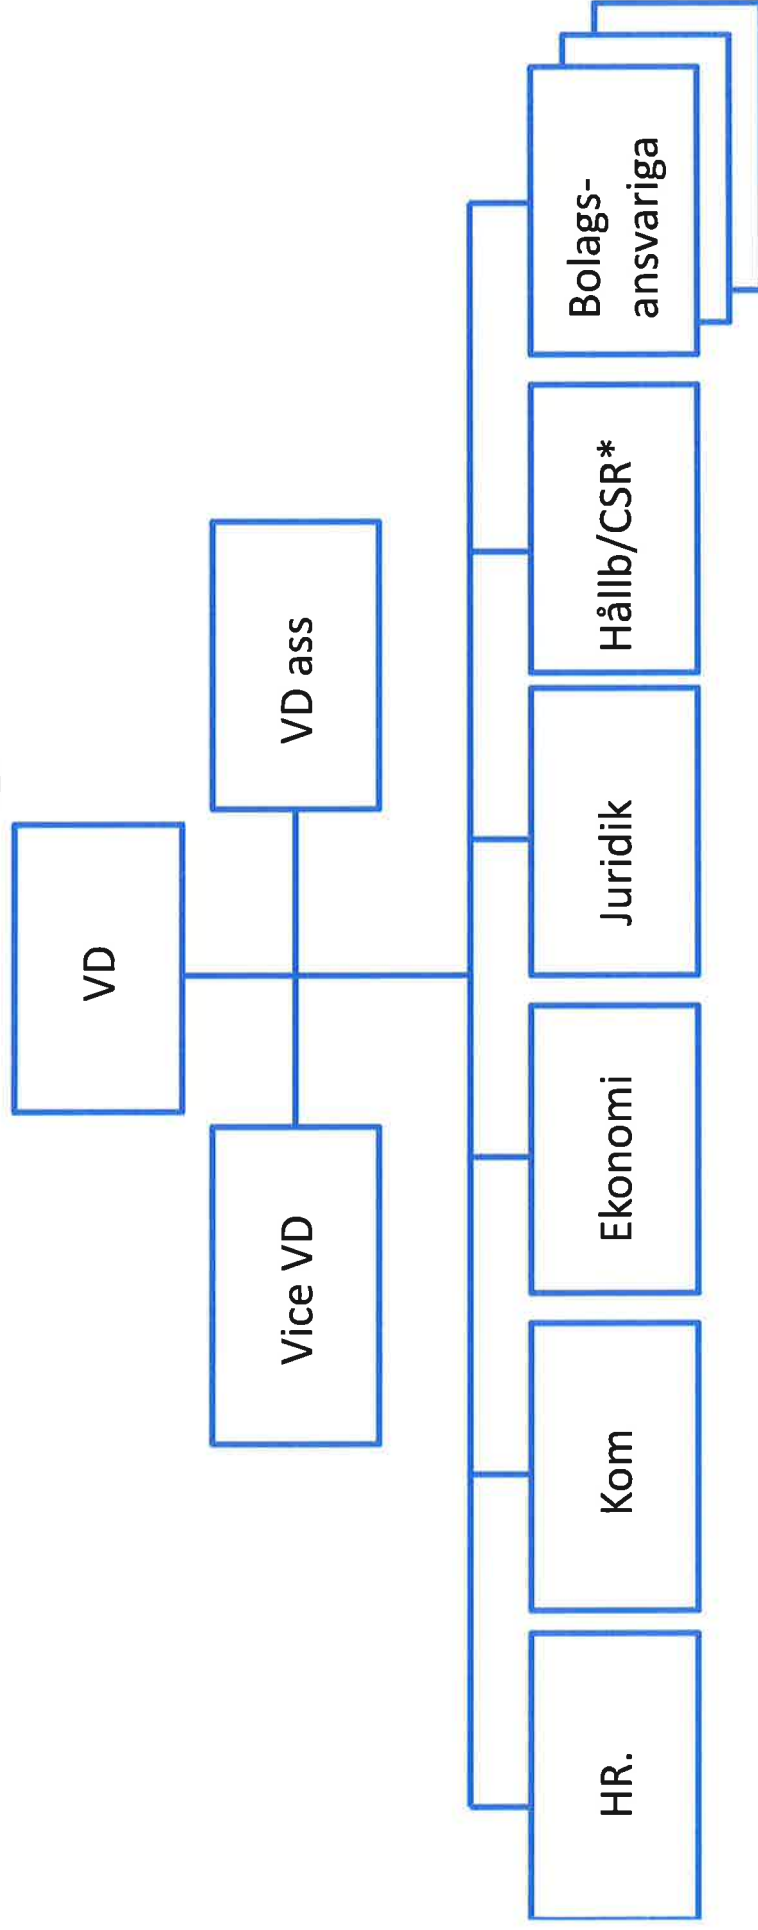 VD
Vice VD
VD ass
HR.
Kom
Ekonomi
Juridik
Hållb/CSR*
Bolags-
ansvariga